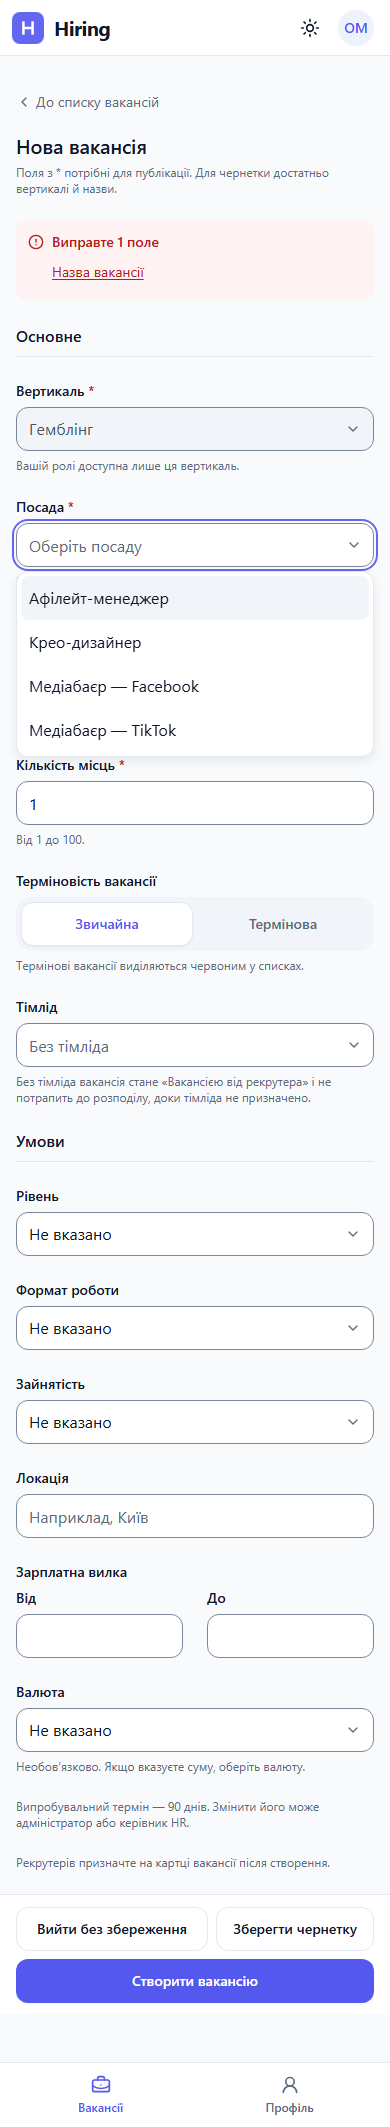 H Hiring OM
До списку вакансій
Нова вакансія
Поля з * потрібні для публікації. Для чернетки достатньо
вертикалі й назви.
Виправте 1 поле
Назва вакансії
Основне
Вертикаль *
Гемблінг
Вашій ролі доступна лише ця вертикаль.
Посада *
Оберіть посаду
Афілейт-менеджер
Крео-дизайнер
Медіабаєр — Facebook
Медіабаєр — TikTok
Кількість місць *
1
Від 1 до 100.
Терміновість вакансії
Звичайна Термінова
Термінові вакансії виділяються червоним у списках.
Тімлід
Без тімліда
Без тімліда вакансія стане «Вакансією від рекрутера» і не
потрапить до розподілу, доки тімліда не призначено.
Умови
Рівень
Не вказано
Формат роботи
Не вказано
Зайнятість
Не вказано
Локація
Наприклад, Київ
Зарплатна вилка
Від До
Валюта
Не вказано
Необов'язково. Якщо вказуєте суму, оберіть валюту.
Випробувальний термін — 90 днів. Змінити його може
адміністратор або керівник HR.
Рекрутерів призначте на картці вакансії після створення.
Вийти без збереження Зберегти чернетку
Створити вакансію
Вакансії Профіль